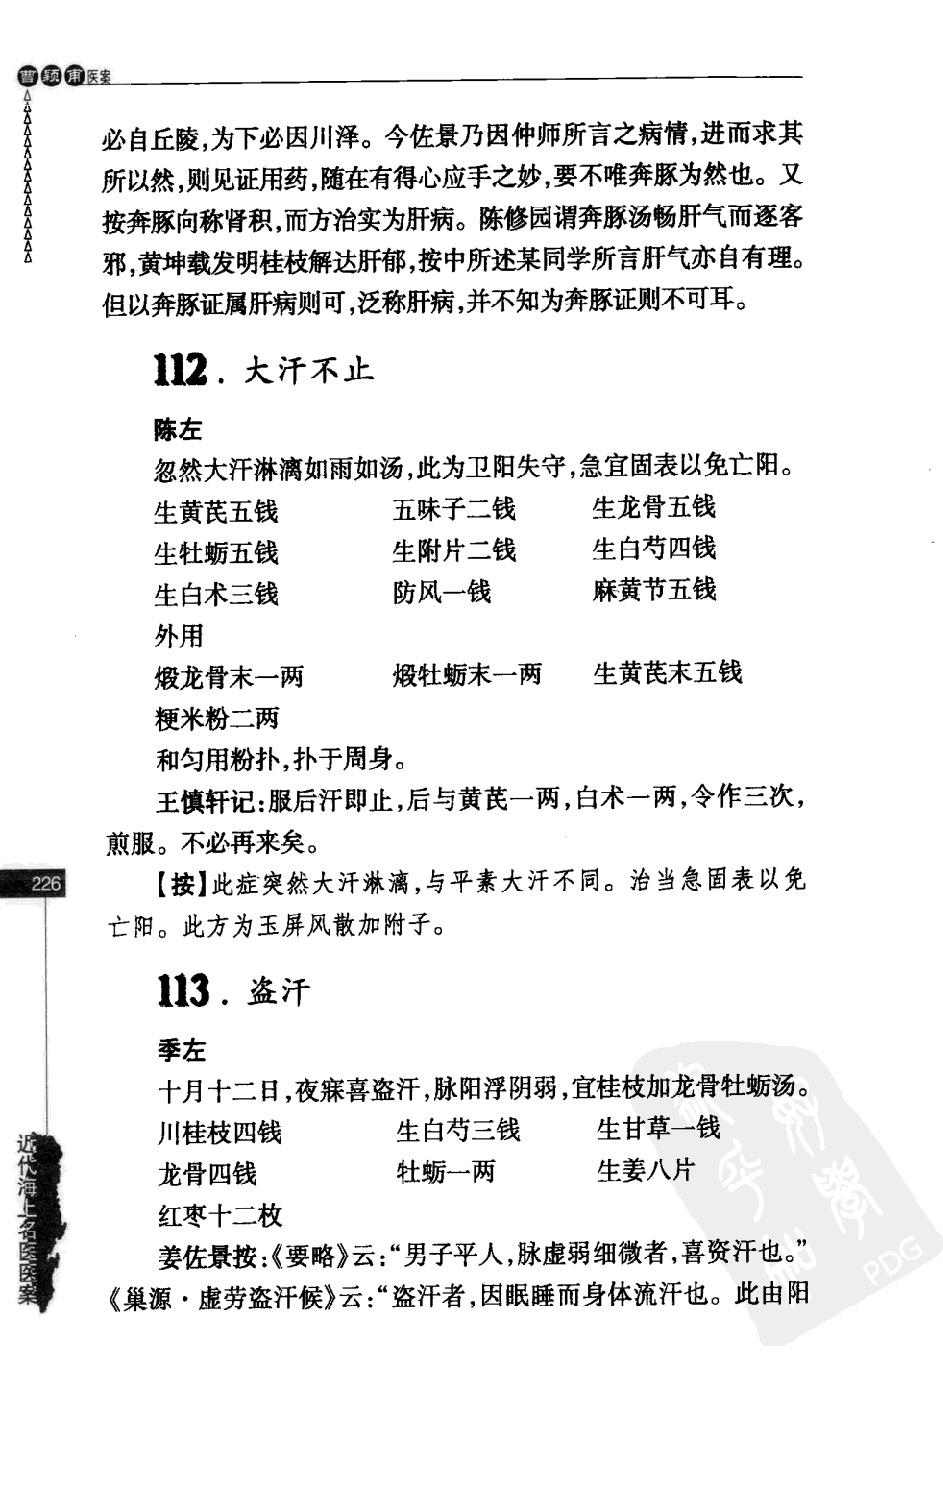 曹颖甫医案
必自丘陵,为下必因川泽。今佐景乃因仲师所言之病情,进而求其
所以然,则见证用药,随在有得心应手之妙,要不唯奔豚为然也。又
按奔豚向称肾积,而方治实为肝病。陈修园谓奔豚汤畅肝气而逐客
邪,黄坤载发明桂枝解达肝郁,按中所述某同学所言肝气亦自有理。
但以奔豚证属肝病则可,泛称肝病,并不知为奔豚证则不可耳。
112. 大汗不止
陈左
忽然大汗淋漓如雨如汤,此为卫阳失守,急宜固表以免亡阳。
生黄芪五钱 五味子二钱 生龙骨五钱
生牡蛎五钱 生附片二钱 生白芍四钱
生白术三钱 防风一钱 麻黄节五钱
外用
煅龙骨末一两 煅牡蛎末一两 生黄芪末五钱
粳米粉二两
和匀用粉扑,扑于周身。
王慎轩记:服后汗即止,后与黄芪一两,白术一两,令作三次,
煎服。不必再来矣。
【按】此症突然大汗淋漓,与平素大汗不同。治当急固表以免
亡阳。此方为玉屏风散加附子。
226
113. 盗汗
季左
十月十二日,夜寐喜盗汗,脉阳浮阴弱,宜桂枝加龙骨牡蛎汤。
川桂枝四钱 生白芍三钱 生甘草一钱
龙骨四钱 牡蛎一两 生姜八片
红枣十二枚
姜佐景按:《要略》云:“男子平人,脉虚弱细微者,喜资汗也。”
《巢源·虚劳盗汗候》云:“盗汗者,因眠睡而身体流汗也。此由阳
近代海上名医医案
PDG